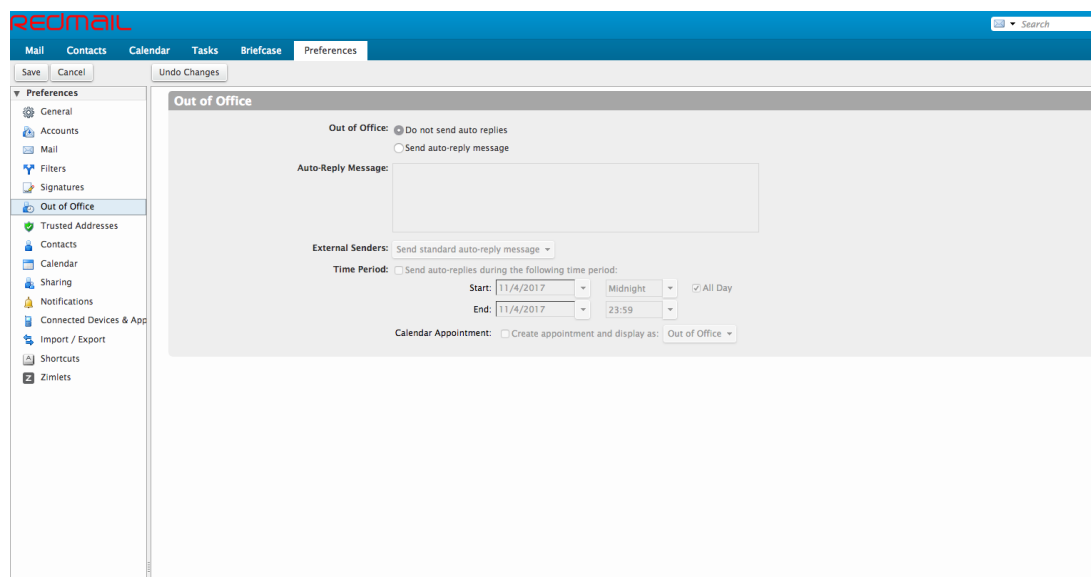 REDMAIL
Search
Mail Contacts Calendar Tasks Briefcase Preferences
Save Cancel Undo Changes
Preferences
General
Accounts
Mail
Filters
Signatures
Out of Office
Trusted Addresses
Contacts
Calendar
Sharing
Notifications
Connected Devices & App
Import / Export
Shortcuts
Z Zimlets
Out of Office
Out of Office: Do not send auto replies
Send auto-reply message
Auto-Reply Message:
External Senders: Send standard auto-reply message
Time Period: Send auto-replies during the following time period:
Start: 11/4/2017 Midnight All Day
End: 11/4/2017 23:59
Calendar Appointment: Create appointment and display as: Out of Office